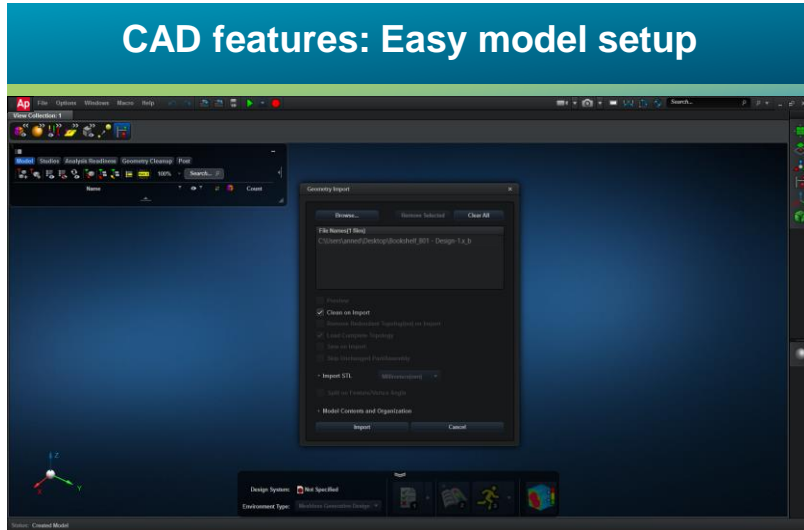 CAD features: Easy model setup
Ap File Options Windows Macro Help Search...
View Collection: 1
Model Studies Analysis Readiness Geometry Cleanup Post
100% Search...
Name Count
Geometry Import
Browse... Remove Selected Clear All
File Names(1 files)
C:\Users\anned\Desktop\Bookshelf_B01 - Design-1.x_b
Preview
Clean on Import
Remove Redundant Topology
on Import
Load Complete Topology
Sew on Import
Skip Unchanged Part/Assembly
Import STL Millimeters(mm)
Split on Feature/Vertex Angle
Model Contents and Organization
Import Cancel
Z
X Y
Design System: Not Specified
Environment Type: MSC Apex Generative Design
Status: Created Model